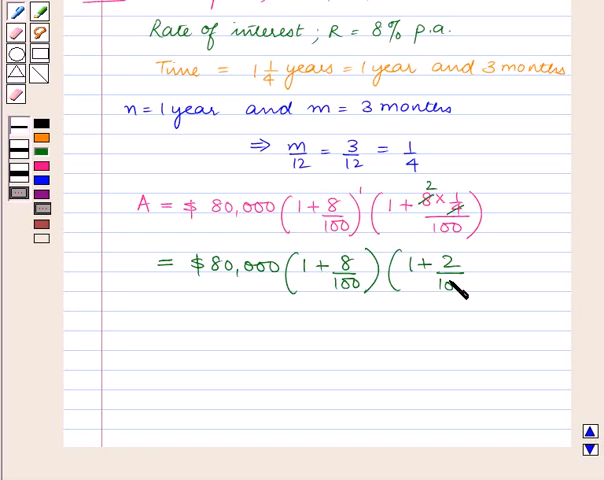 Rate of interest ; R = 8% p.a.
Time = 1 1/4 years = 1 year and 3 months
n = 1 year and m = 3 months
⇒ m/12 = 3/12 = 1/4
A = $ 80,000 (1 + 8/100)^1 (1 + 8 × 1/4 / 100) 2
= $ 80,000 (1 + 8/100) (1 + 2/10